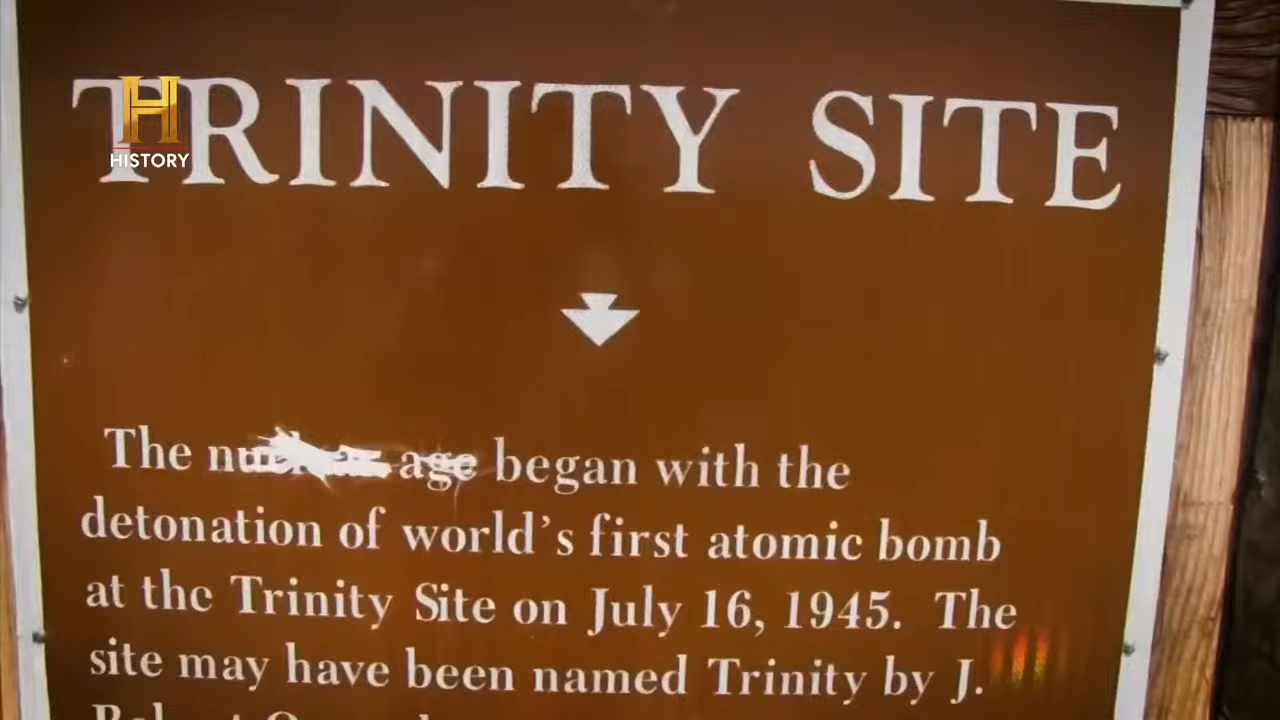 TRINITY SITE
H
HISTORY
The nuclear age began with the
detonation of world's first atomic bomb
at the Trinity Site on July 16, 1945. The
site may have been named Trinity by J.